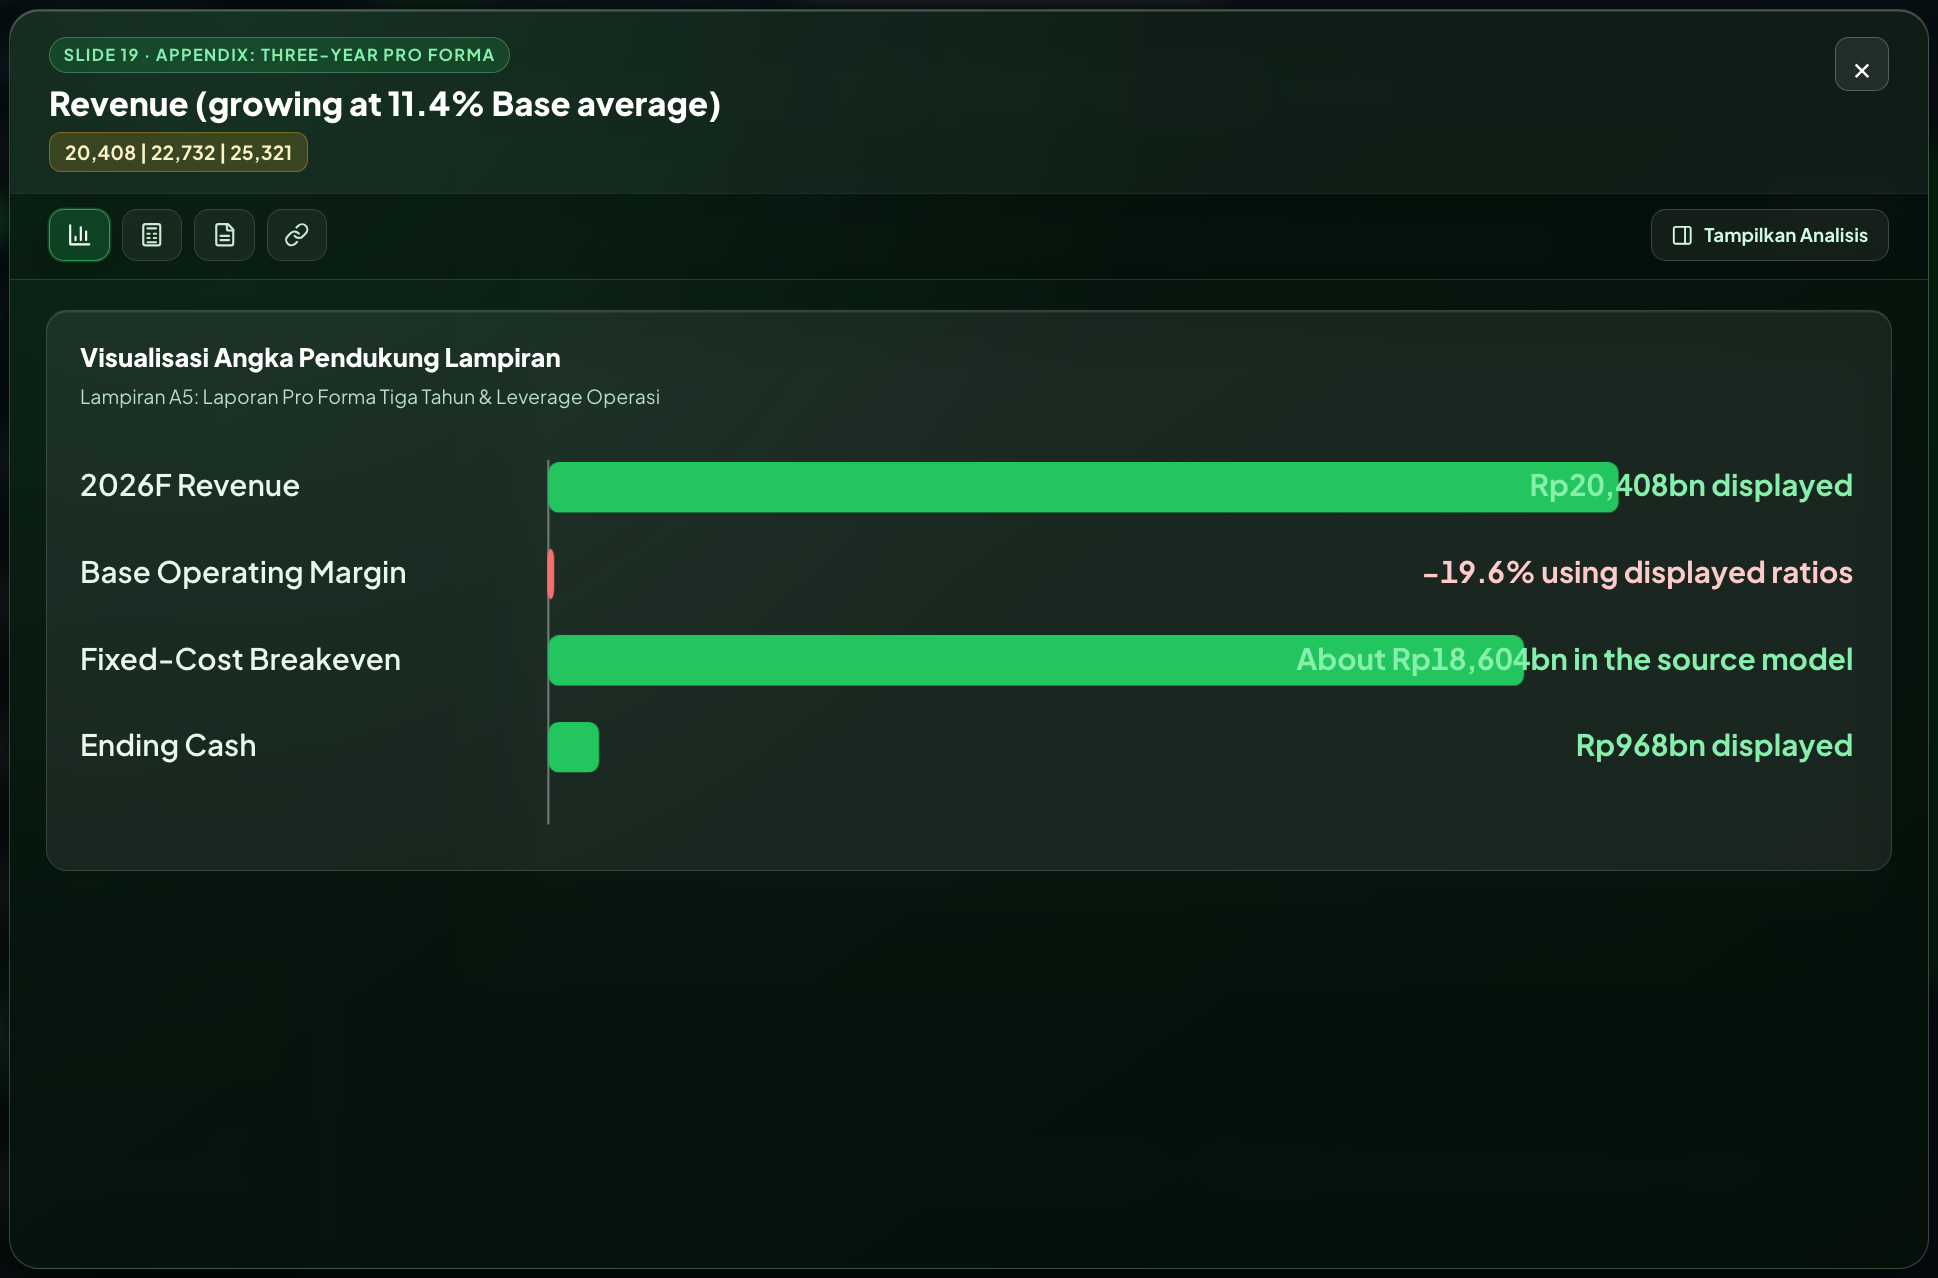 SLIDE 19 · APPENDIX: THREE-YEAR PRO FORMA
Revenue (growing at 11.4% Base average)
20,408 | 22,732 | 25,321
Tampilkan Analisis
Visualisasi Angka Pendukung Lampiran
Lampiran A5: Laporan Pro Forma Tiga Tahun & Leverage Operasi
2026F Revenue
Rp20,408bn displayed
Base Operating Margin
-19.6% using displayed ratios
Fixed-Cost Breakeven
About Rp18,604bn in the source model
Ending Cash
Rp968bn displayed